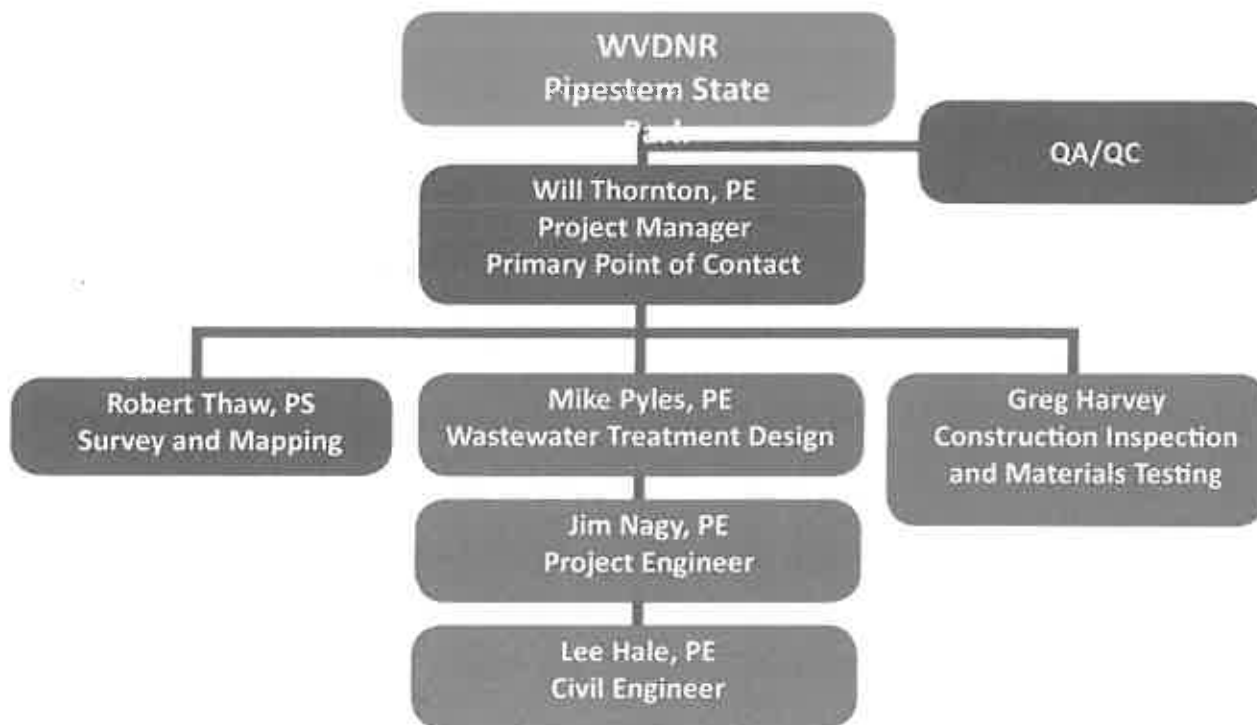 WVDNR
Pipestem State
QA/QC
Will Thornton, PE
Project Manager
Primary Point of Contact
Robert Thaw, PS
Survey and Mapping
Mike Pyles, PE
Wastewater Treatment Design
Greg Harvey
Construction Inspection
and Materials Testing
Jim Nagy, PE
Project Engineer
Lee Hale, PE
Civil Engineer